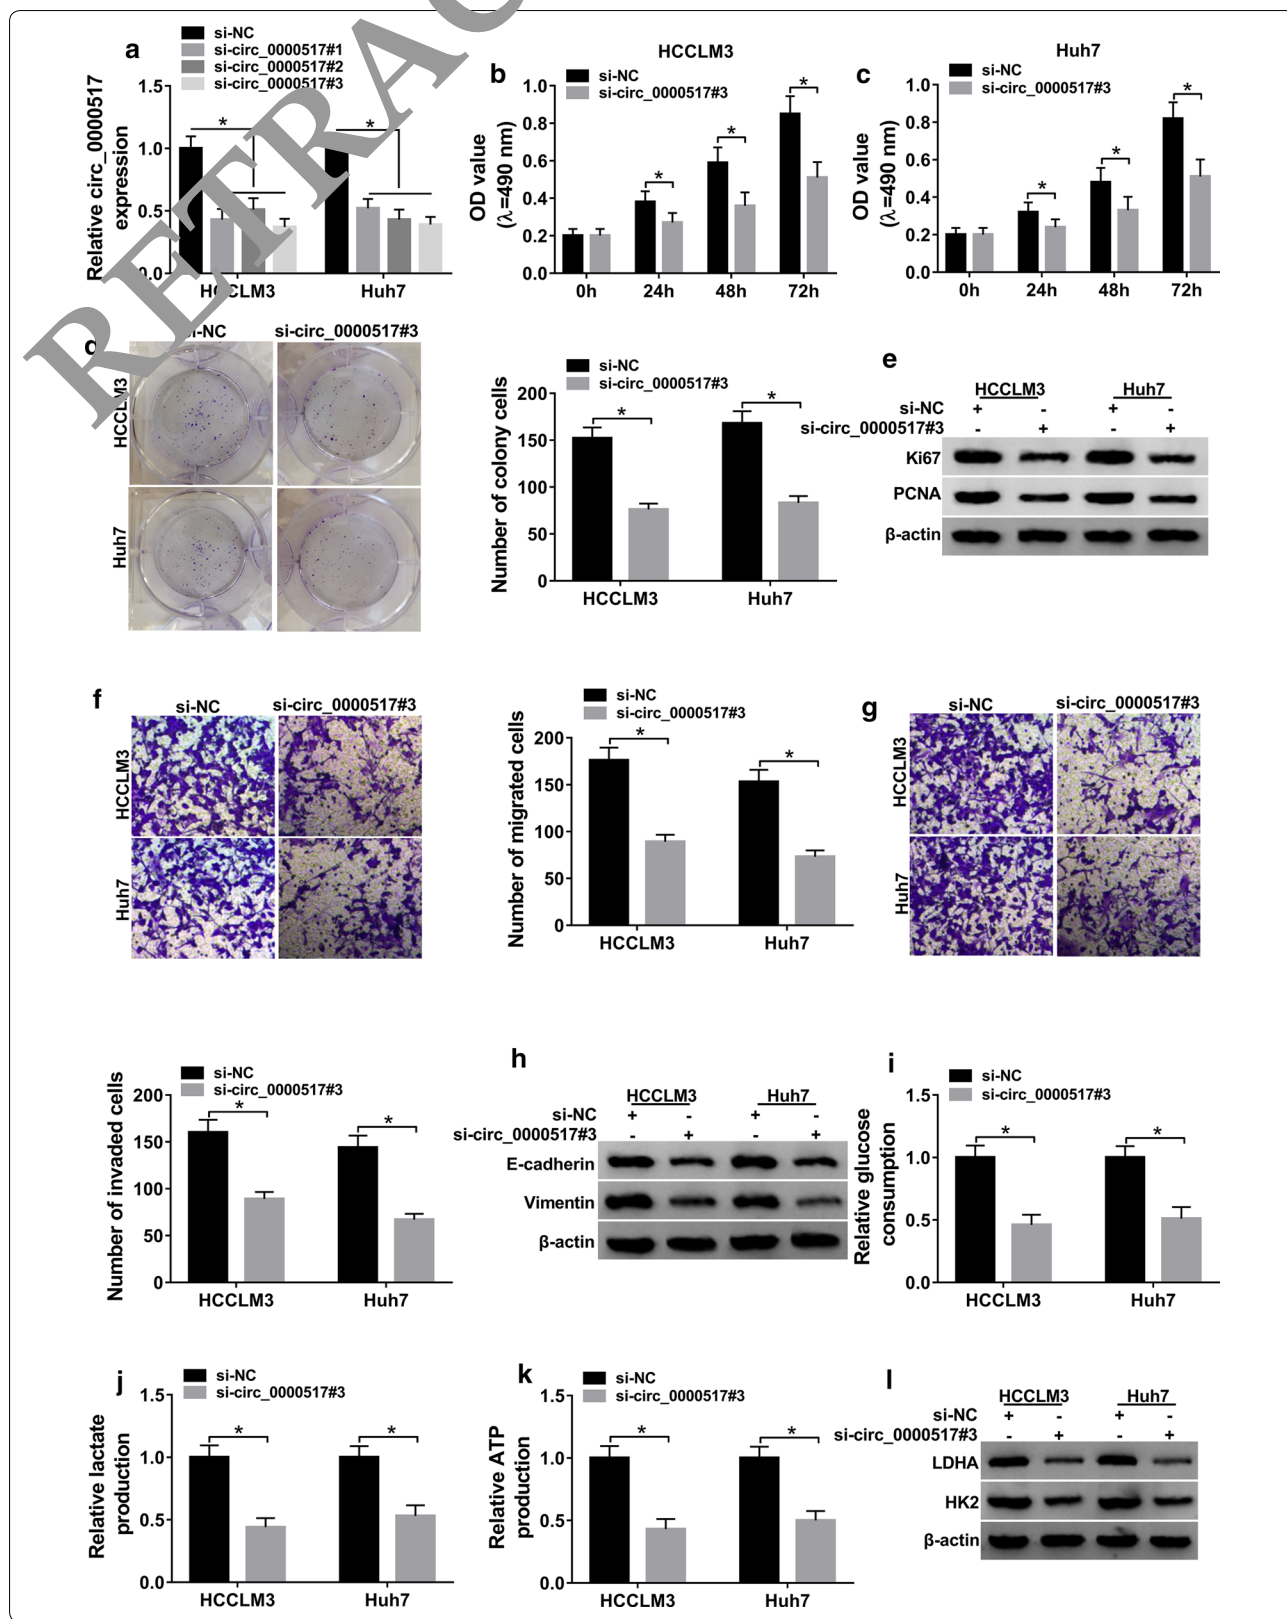 RETRAC
a
si-NC
si-circ_0000517#1
si-circ_0000517#2
si-circ_0000517#3
Relative circ_0000517
expression
1.5
1.0
0.5
0.0
*
*
HCCLM3
Huh7
b
HCCLM3
si-NC
si-circ_0000517#3
OD value
(λ=490 nm)
1.0
0.8
0.6
0.4
0.2
0.0
*
*
*
0h
24h
48h
72h
c
Huh7
si-NC
si-circ_0000517#3
OD value
(λ=490 nm)
1.0
0.8
0.6
0.4
0.2
0.0
*
*
*
0h
24h
48h
72h
d
si-NC
si-circ_0000517#3
HCCLM3
Huh7
si-NC
si-circ_0000517#3
Number of colony cells
200
150
100
50
0
*
*
HCCLM3
Huh7
e
HCCLM3 Huh7
si-NC + - + -
si-circ_0000517#3 - + - +
Ki67
PCNA
β-actin
f
si-NC
si-circ_0000517#3
HCCLM3
Huh7
si-NC
si-circ_0000517#3
Number of migrated cells
200
150
100
50
0
*
*
HCCLM3
Huh7
g
si-NC
si-circ_0000517#3
HCCLM3
Huh7
si-NC
si-circ_0000517#3
Number of invaded cells
200
150
100
50
0
*
*
HCCLM3
Huh7
h
HCCLM3 Huh7
si-NC + - + -
si-circ_0000517#3 - + - +
E-cadherin
Vimentin
β-actin
i
si-NC
si-circ_0000517#3
Relative glucose
consumption
1.5
1.0
0.5
0.0
*
*
HCCLM3
Huh7
j
si-NC
si-circ_0000517#3
Relative lactate
production
1.5
1.0
0.5
0.0
*
*
HCCLM3
Huh7
k
si-NC
si-circ_0000517#3
Relative ATP
production
1.5
1.0
0.5
0.0
*
*
HCCLM3
Huh7
l
HCCLM3 Huh7
si-NC + - + -
si-circ_0000517#3 - + - +
LDHA
HK2
β-actin